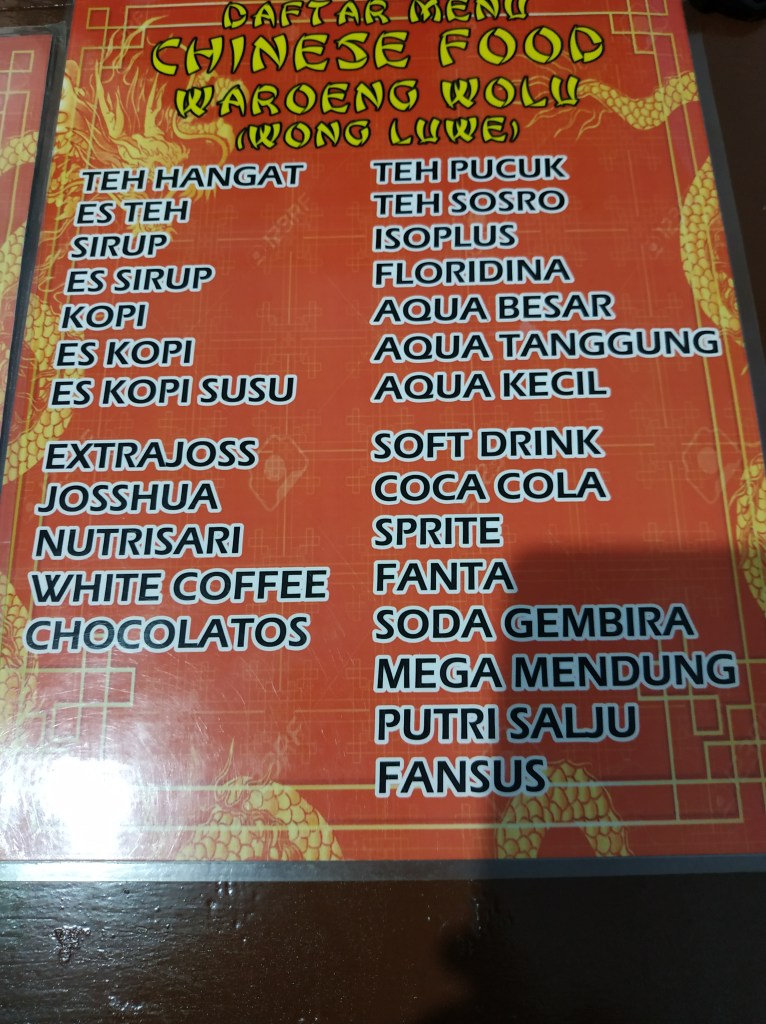 DAFTAR MENU
CHINESE FOOD
WAROENG WOLU
(WONG LUWE)
TEH HANGAT
ES TEH
SIRUP
ES SIRUP
KOPI
ES KOPI
ES KOPI SUSU
EXTRAJOSS
JOSSHUA
NUTRISARI
WHITE COFFEE
CHOCOLATOS
TEH PUCUK
TEH SOSRO
ISOPLUS
FLORIDINA
AQUA BESAR
AQUA TANGGUNG
AQUA KECIL
SOFT DRINK
COCA COLA
SPRITE
FANTA
SODA GEMBIRA
MEGA MENDUNG
PUTRI SALJU
FANSUS